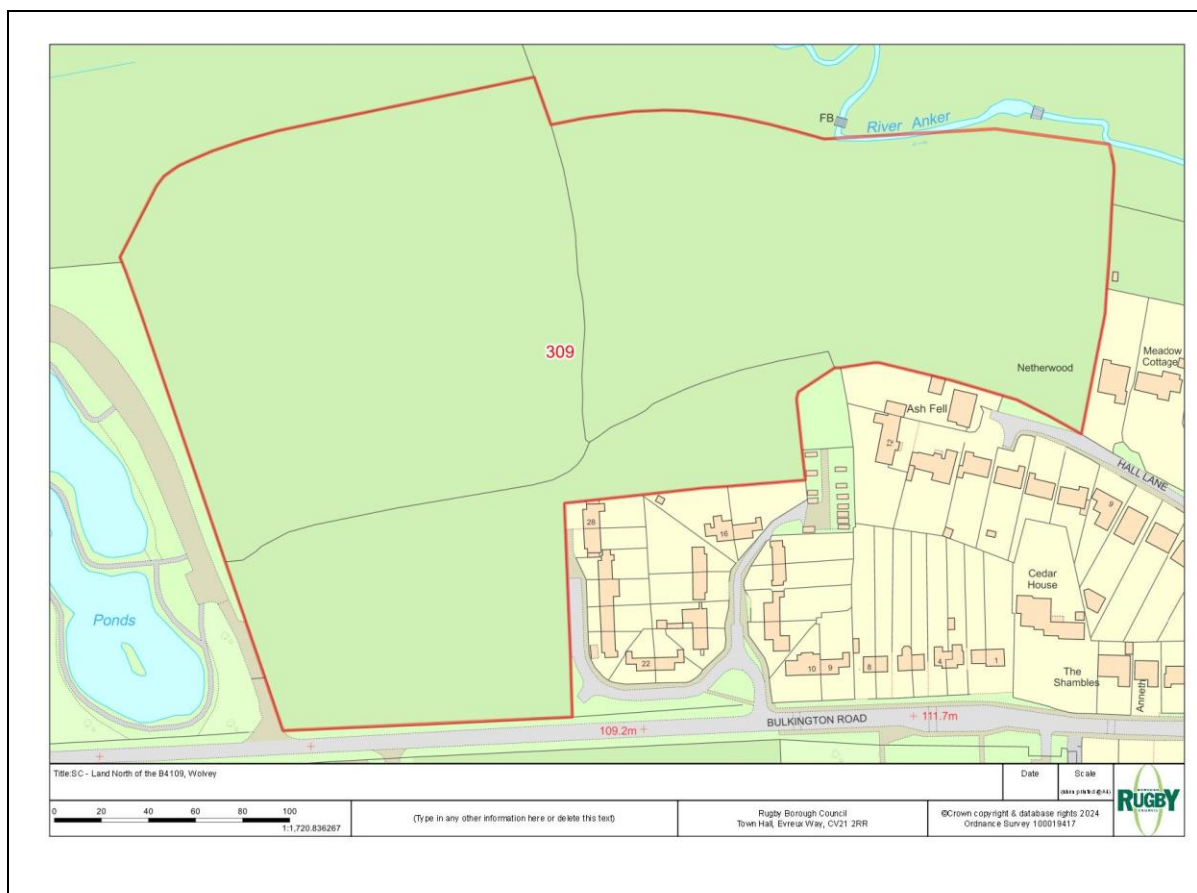 FB
River Anker
309
Netherwood
Meadow
Cottage
Ash Fell
12
HALL LANE
28
16
9
Cedar
House
Ponds
22
10
9
8
4
1
The
Shambles
Anneth
BULKINGTON ROAD
109.2m
111.7m
Title:SC - Land North of the B4109, Wolvey
Date
Scale
0 20 40 60 80 100
1:1,720.836267
(Type in any other information here or delete this text)
Rugby Borough Council
Town Hall, Evreux Way, CV21 2RR
©Crown copyright & database rights 2024
Ordnance Survey 100019417
RUGBY